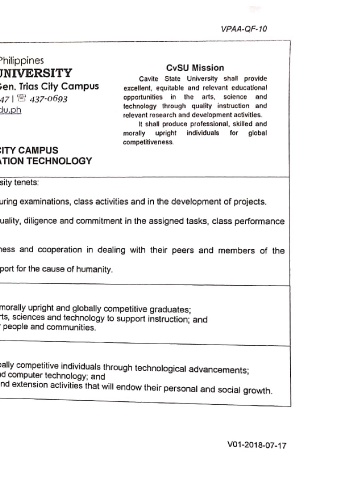 VPAA-QF-10
Philippines
UNIVERSITY
Gen. Trias City Campus
47 | ☏ 437-0693
du.ph
CITY CAMPUS
ATION TECHNOLOGY
CvSU Mission
Cavite State University shall provide
excellent, equitable and relevant educational
opportunities in the arts, science and
technology through quality instruction and
relevant research and development activities.
It shall produce professional, skilled and
morally upright individuals for global
competitiveness
sity tenets:
uring examinations, class activities and in the development of projects.
uality, diligence and commitment in the assigned tasks, class performance
ness and cooperation in dealing with their peers and members of the
port for the cause of humanity.
morally upright and globally competitive graduates;
rts, sciences and technology to support instruction; and
people and communities.
bally competitive individuals through technological advancements;
nd computer technology; and
nd extension activities that will endow their personal and social growth.
V01-2018-07-17